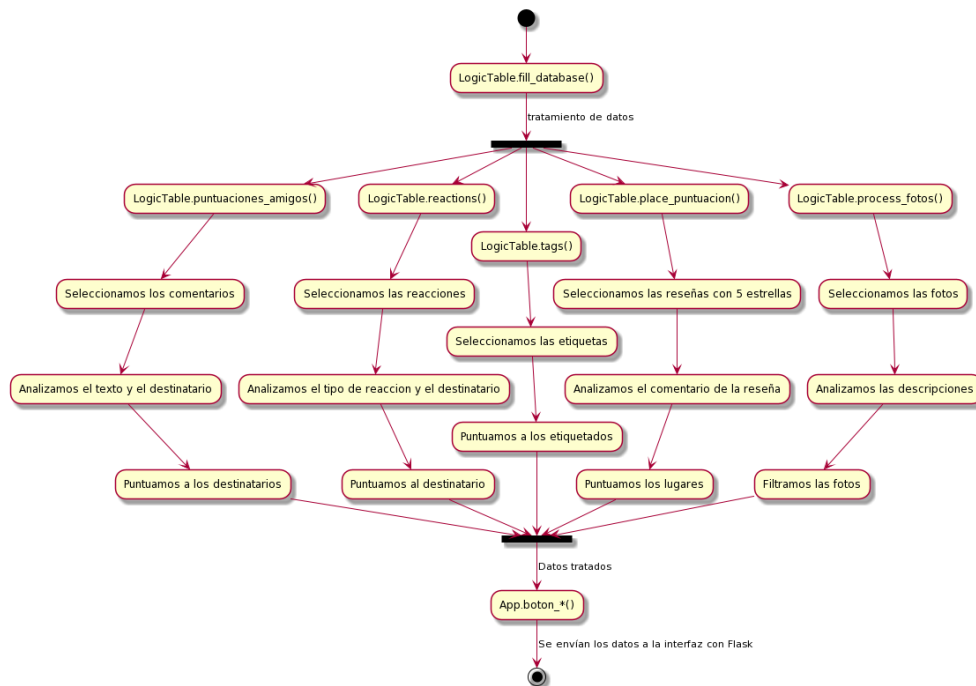 LogicTable.fill_database()
tratamiento de datos
LogicTable.puntuaciones_amigos()
LogicTable.reactions()
LogicTable.place_puntuacion()
LogicTable.process_fotos()
LogicTable.tags()
Seleccionamos los comentarios
Seleccionamos las reacciones
Seleccionamos las reseñas con 5 estrellas
Seleccionamos las fotos
Seleccionamos las etiquetas
Analizamos el texto y el destinatario
Analizamos el tipo de reaccion y el destinatario
Analizamos el comentario de la reseña
Analizamos las descripciones
Puntuamos a los etiquetados
Puntuamos a los destinatarios
Puntuamos al destinatario
Puntuamos los lugares
Filtramos las fotos
Datos tratados
App.boton_*()
Se envían los datos a la interfaz con Flask